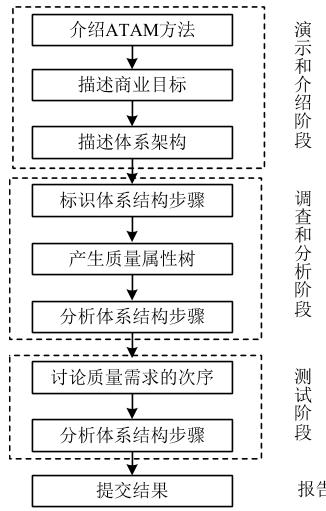 介绍ATAM方法
描述商业目标
描述体系架构
演示和介绍阶段
标识体系结构步骤
产生质量属性树
分析体系结构步骤
调查和分析阶段
讨论质量需求的次序
分析体系结构步骤
测试阶段
提交结果
报告